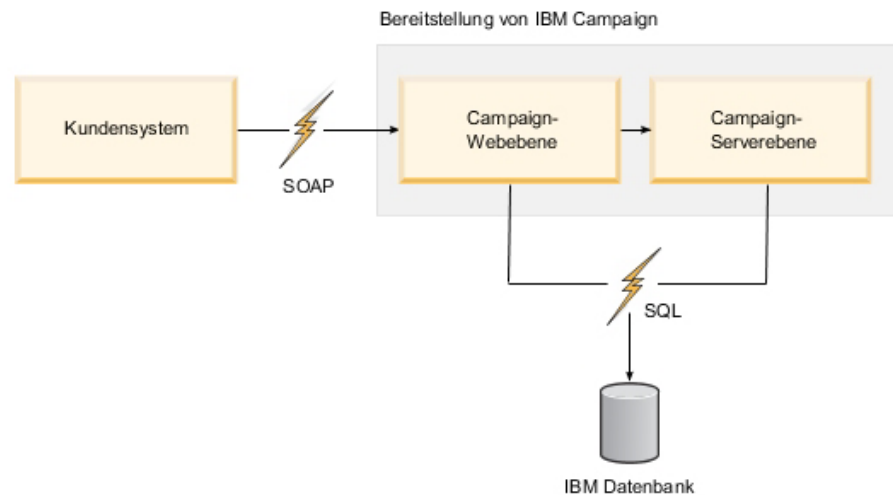 Bereitstellung von IBM Campaign
Kundensystem
SOAP
Campaign-
Webebene
Campaign-
Serverebene
SQL
IBM Datenbank